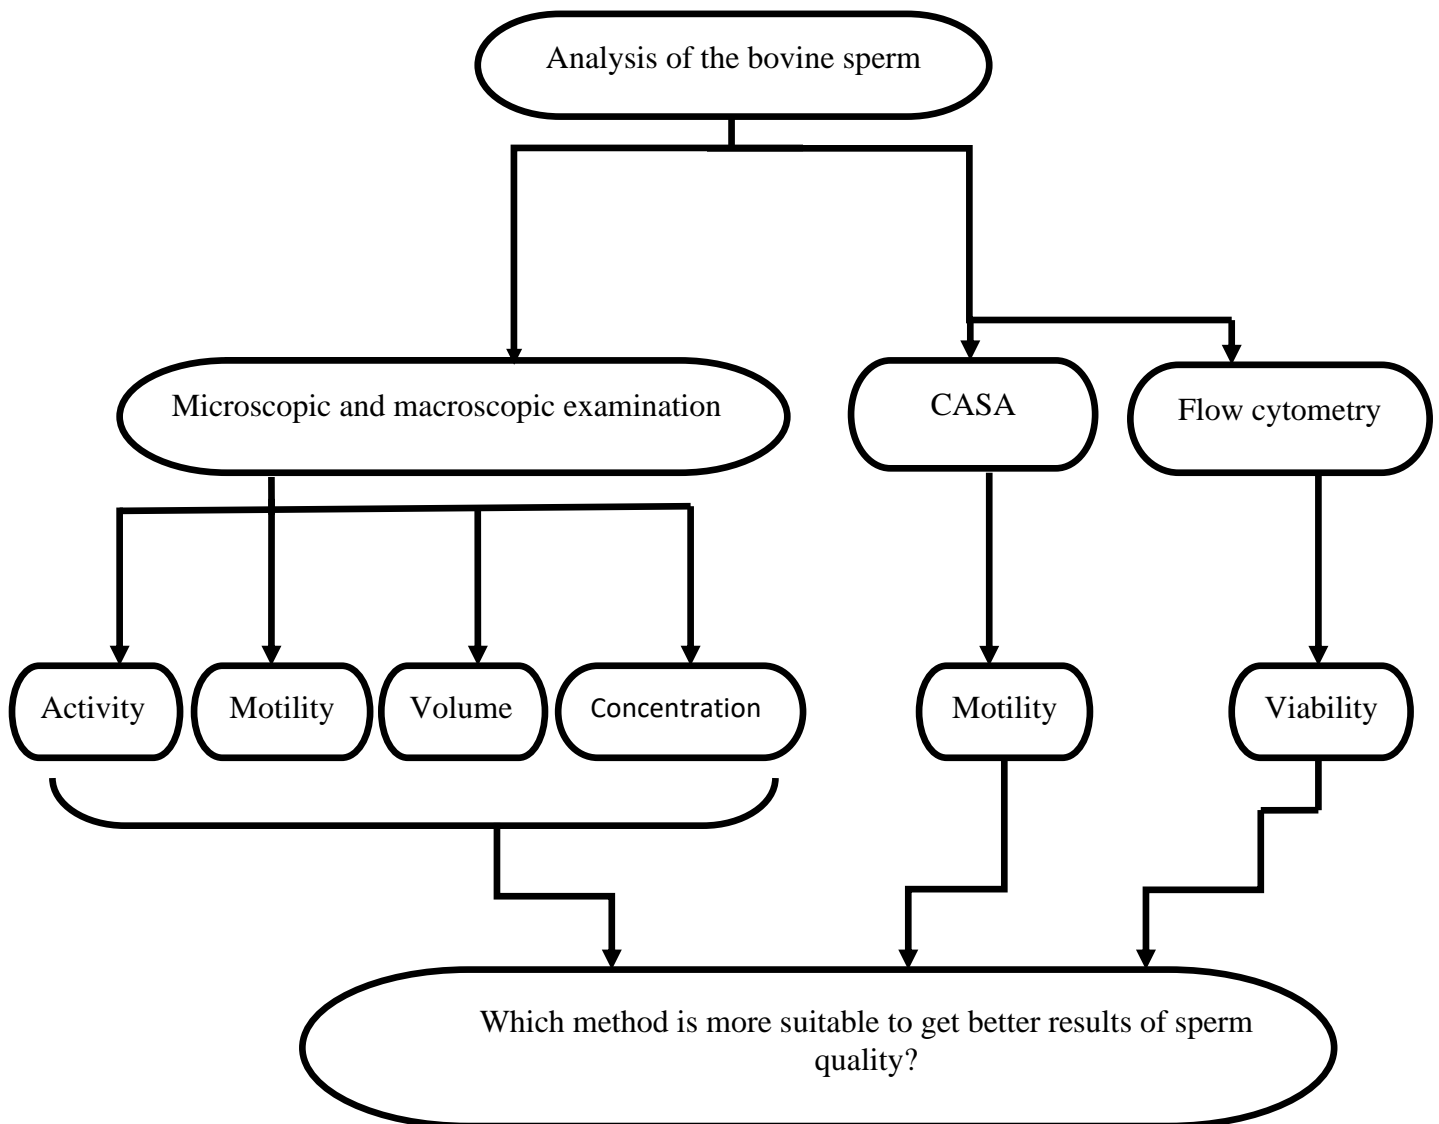 Analysis of the bovine sperm
Microscopic and macroscopic examination
CASA
Flow cytometry
Activity
Motility
Volume
Concentration
Motility
Viability
Which method is more suitable to get better results of sperm
quality?